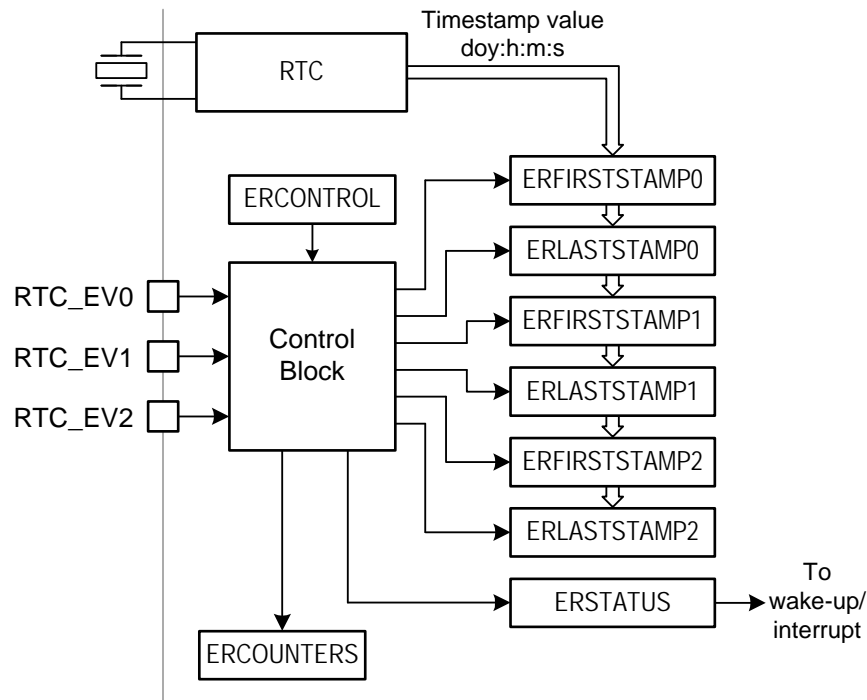 Timestamp value
doy:h:m:s
RTC
ERFIRSTSTAMP0
ERCONTROL
ERLASTSTAMP0
RTC_EV0
ERFIRSTSTAMP1
Control
Block
RTC_EV1
ERLASTSTAMP1
RTC_EV2
ERFIRSTSTAMP2
ERLASTSTAMP2
ERSTATUS
To
wake-up/
interrupt
ERCOUNTERS